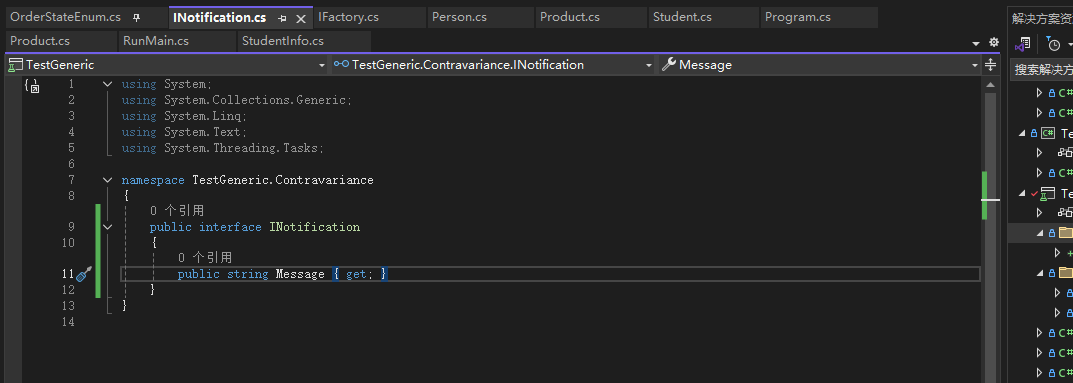 OrderStateEnum.cs INotification.cs IFactory.cs Person.cs Product.cs Student.cs Program.cs
Product.cs RunMain.cs StudentInfo.cs
解决方案资
TestGeneric TestGeneric.Contravariance.INotification Message
搜索解决方
1 using System;
2 using System.Collections.Generic;
3 using System.Linq;
4 using System.Text;
5 using System.Threading.Tasks;
6
7 namespace TestGeneric.Contravariance
8 {
0 个引用
9 public interface INotification
10 {
0 个引用
11 public string Message { get; }
12 }
13 }
14
C#
C#
C# Te
C#
Te
C#
C#
C#
C#